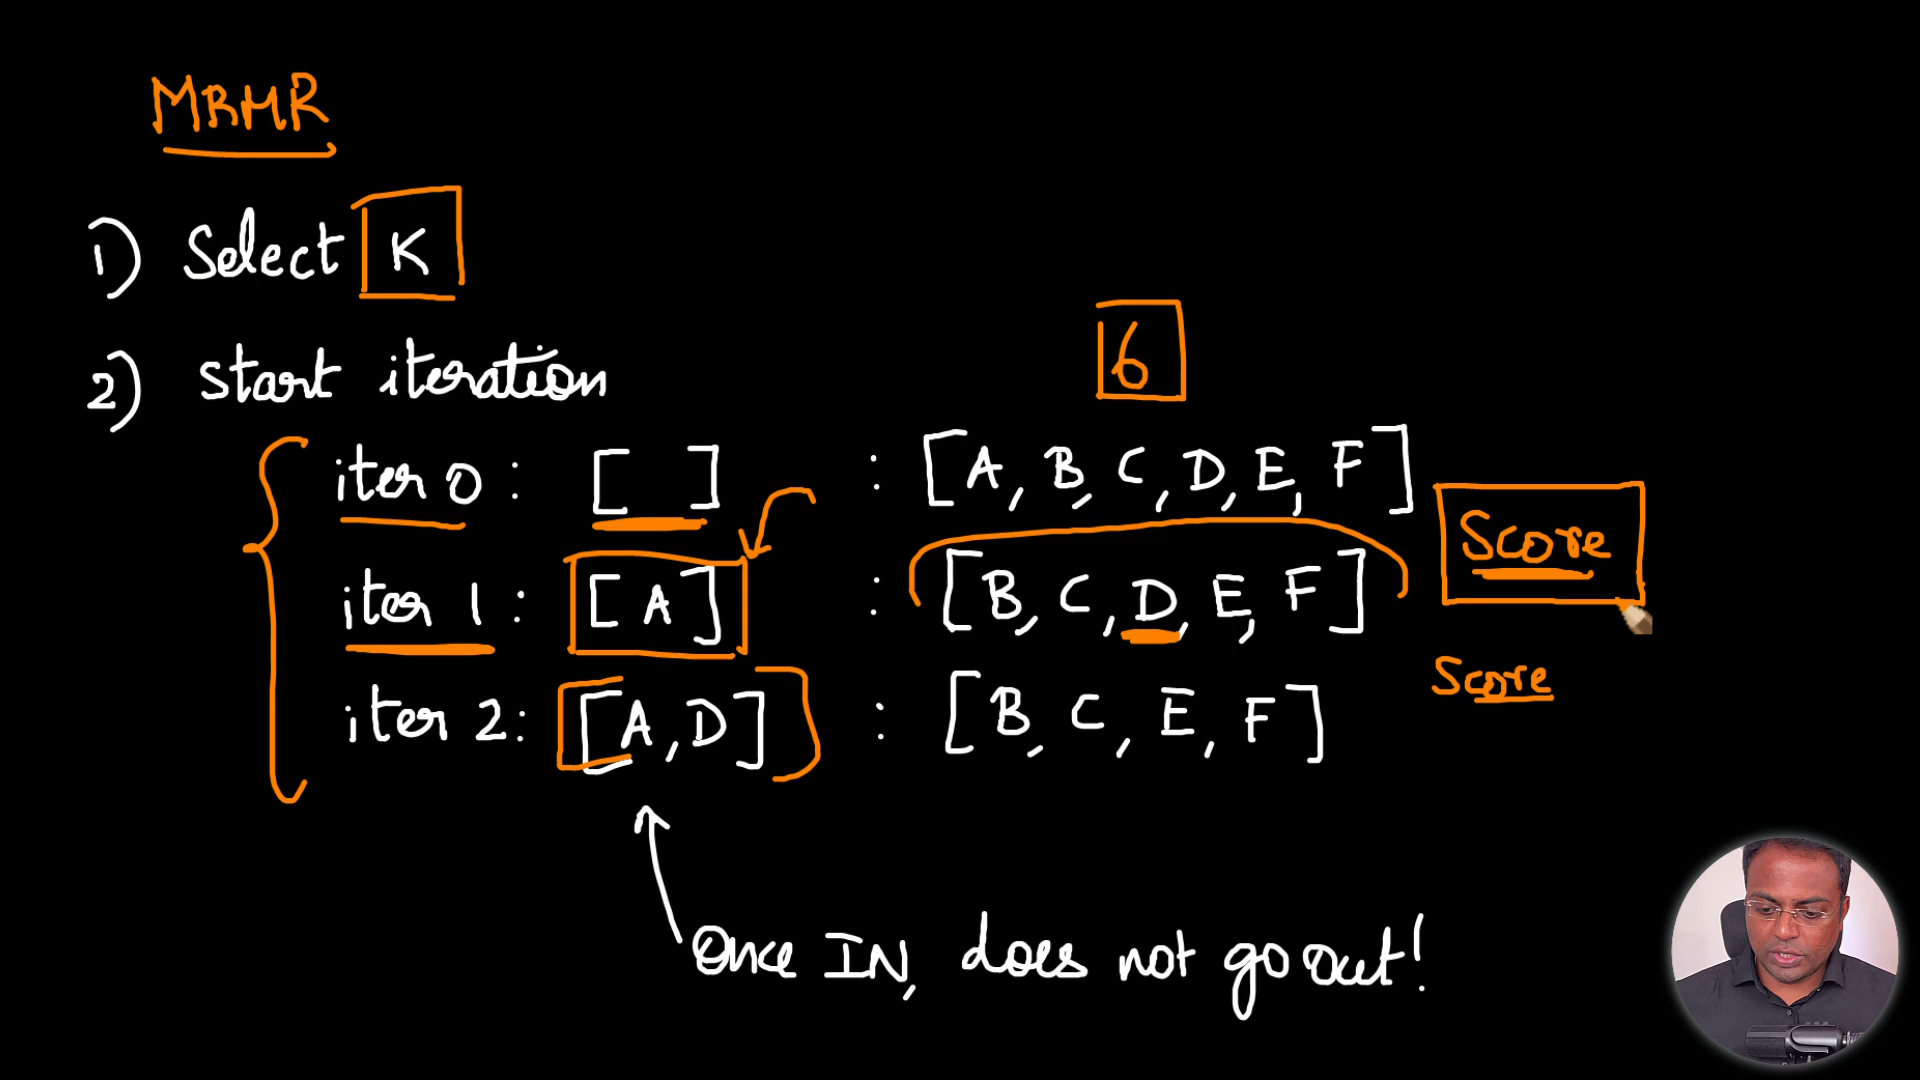 MRMR
1) Select K
2) start iteration
6
iter 0 : [ ] : [A, B, C, D, E, F]
Score
iter 1 : [A] : [B, C, D, E, F]
Score
iter 2 : [A, D] : [B, C, E, F]
Once IN, does not go out!